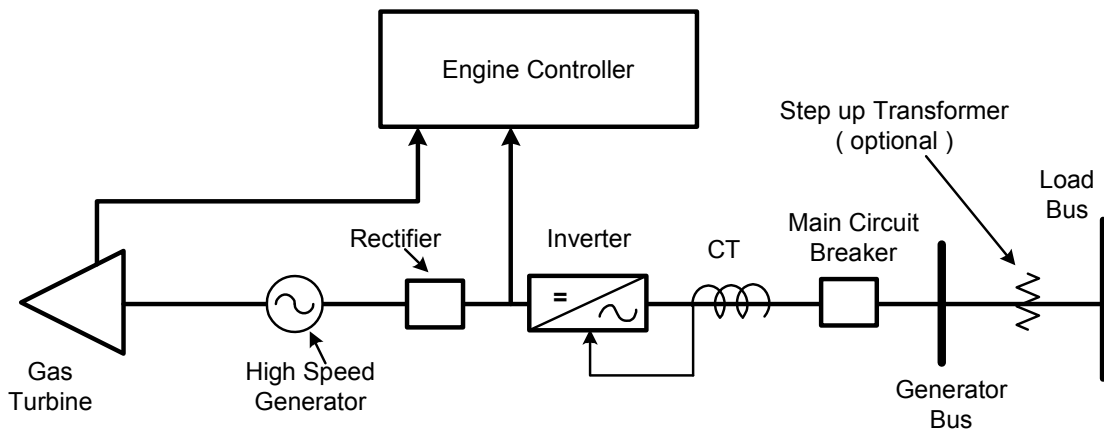 Engine Controller
Step up Transformer
( optional )
Load
Bus
Main Circuit
Breaker
Rectifier
Inverter
CT
=
Gas
Turbine
High Speed
Generator
Generator
Bus